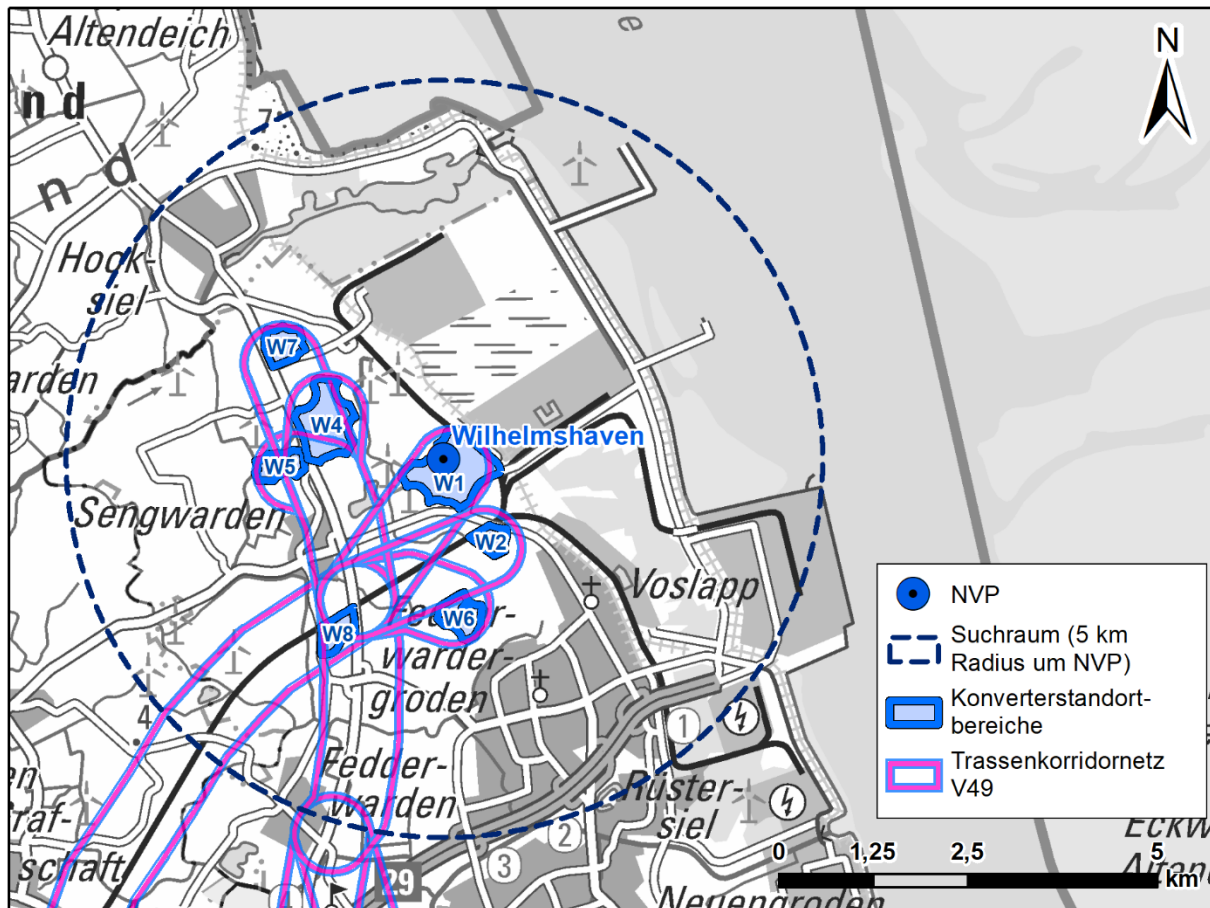 Altendeich
N
e
n d
7
n d
Hock-
siel
W7
arden
W4
Wilhelmshaven
W5
W1
Sengwarden
W2
Voslapp
NVP
W6
W8
Fedder-
warder-
groden
Suchraum (5 km
Radius um NVP)
Konverterstandort-
bereiche
Trassenkorridornetz
V49
4
1
Fedder-
warden
en
raf-
schaft
Rüster-
siel
2
3
29
Neuengroden
Eckw
Altan
0 1,25 2,5 5
km